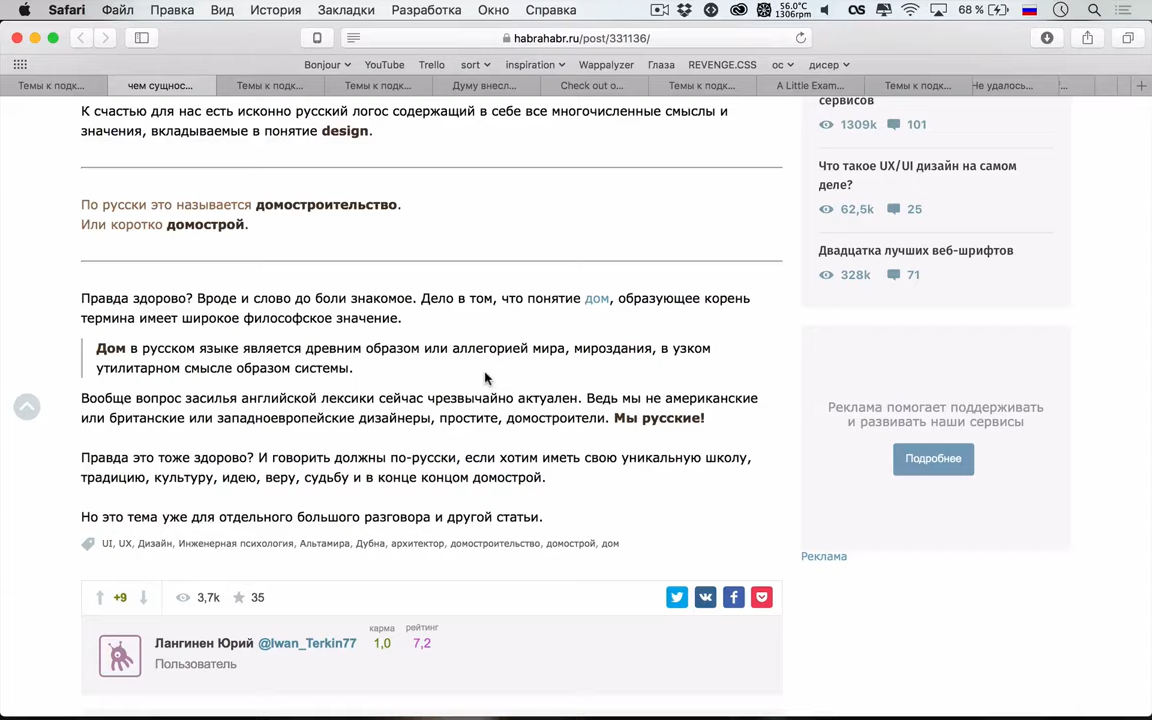 Safari Файл Правка Вид История Закладки Разработка Окно Справка 56.0°C 1306rpm 68 %
habrahabr.ru/post/331136/
Bonjour YouTube Trello sort inspiration Wappalyzer Глаза REVENGE.CSS ос дисер
Темы к подк... чем сущнос... Темы к подк... Темы к подк... Думу внесл... Check out o... Темы к подк... A Little Exam... Темы к подк... Не удалось...
К счастью для нас есть исконно русский логос содержащий в себе все многочисленные смыслы и
значения, вкладываемые в понятие design.
По русски это называется домостроительство.
Или коротко домострой.
Правда здорово? Вроде и слово до боли знакомое. Дело в том, что понятие дом, образующее корень
термина имеет широкое философское значение.
Дом в русском языке является древним образом или аллегорией мира, мироздания, в узком
утилитарном смысле образом системы.
Вообще вопрос засилья английской лексики сейчас чрезвычайно актуален. Ведь мы не американские
или британские или западноевропейские дизайнеры, простите, домостроители. Мы русские!
Правда это тоже здорово? И говорить должны по-русски, если хотим иметь свою уникальную школу,
традицию, культуру, идею, веру, судьбу и в конце концом домострой.
Но это тема уже для отдельного большого разговора и другой статьи.
UI, UX, Дизайн, Инженерная психология, Альтамира, Дубна, архитектор, домостроительство, домострой, дом
+9 3,7k 35
Лангинен Юрий @Iwan_Terkin77
Пользователь
карма
1,0
рейтинг
7,2
сервисов
1309k 101
Что такое UX/UI дизайн на самом
деле?
62,5k 25
Двадцатка лучших веб-шрифтов
328k 71
Реклама помогает поддерживать
и развивать наши сервисы
Подробнее
Реклама